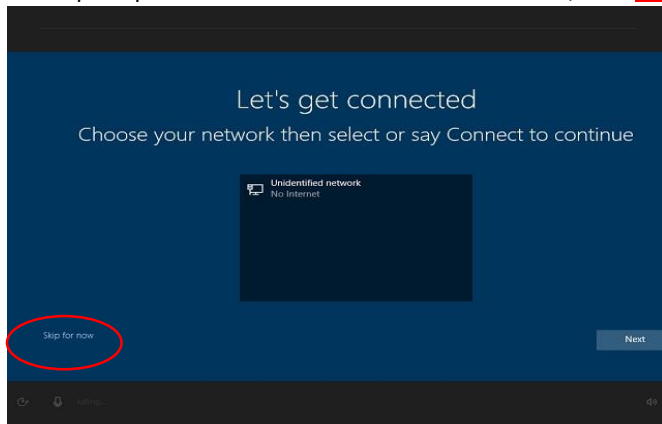 Let's get connected
Choose your network then select or say Connect to continue
Unidentified network
No Internet
Skip for now
Next